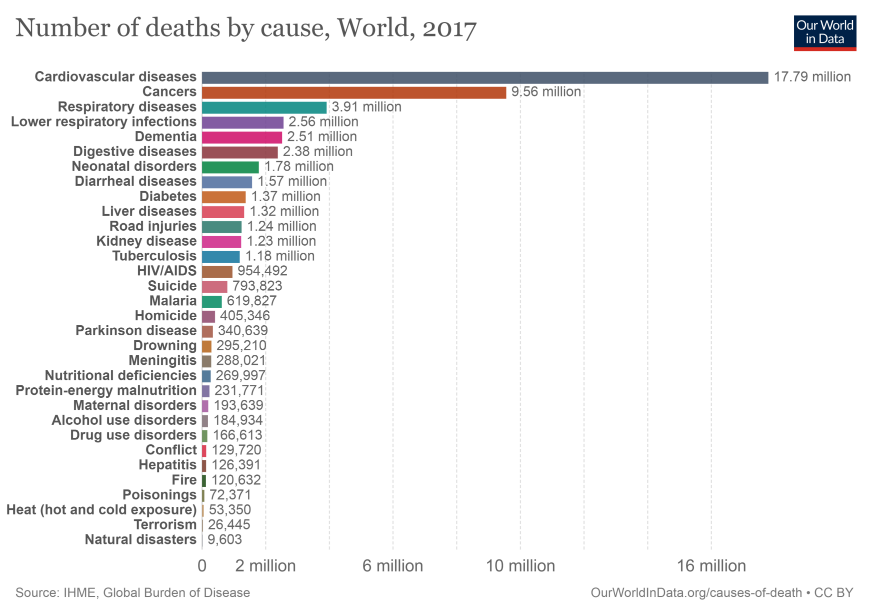 Number of deaths by cause, World, 2017
Our World
in Data
Cardiovascular diseases 17.79 million
Cancers 9.56 million
Respiratory diseases 3.91 million
Lower respiratory infections 2.56 million
Dementia 2.51 million
Digestive diseases 2.38 million
Neonatal disorders 1.78 million
Diarrheal diseases 1.57 million
Diabetes 1.37 million
Liver diseases 1.32 million
Road injuries 1.24 million
Kidney disease 1.23 million
Tuberculosis 1.18 million
HIV/AIDS 954,492
Suicide 793,823
Malaria 619,827
Homicide 405,346
Parkinson disease 340,639
Drowning 295,210
Meningitis 288,021
Nutritional deficiencies 269,997
Protein-energy malnutrition 231,771
Maternal disorders 193,639
Alcohol use disorders 184,934
Drug use disorders 166,613
Conflict 129,720
Hepatitis 126,391
Fire 120,632
Poisonings 72,371
Heat (hot and cold exposure) 53,350
Terrorism 26,445
Natural disasters 9,603
0 2 million 6 million 10 million 16 million
Source: IHME, Global Burden of Disease OurWorldInData.org/causes-of-death • CC BY